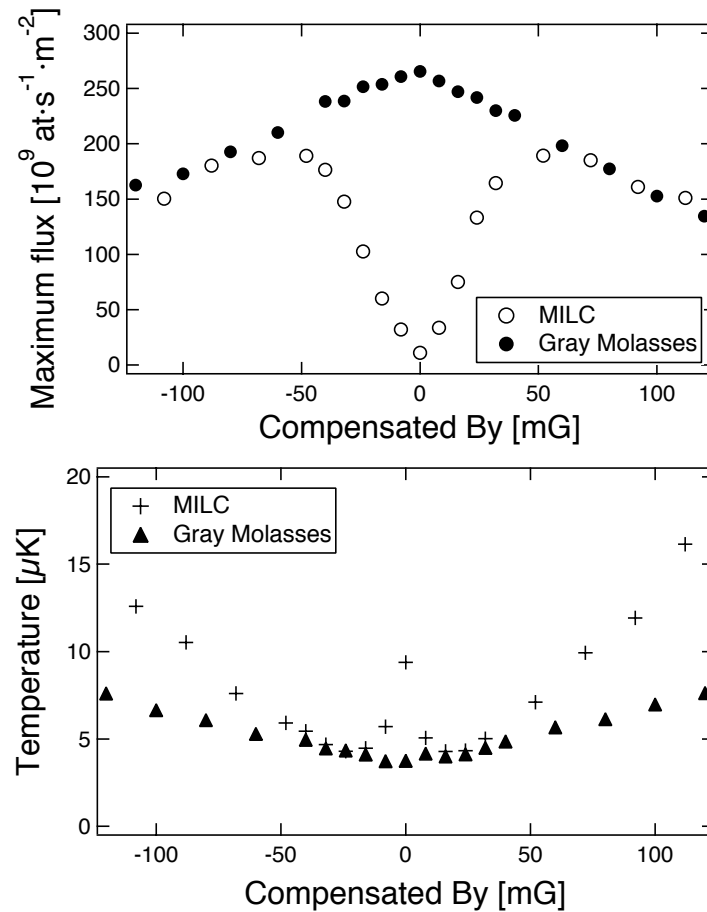 300
250
200
150
100
50
0
Maximum flux [10⁹ at·s⁻¹·m⁻²]
MILC
Gray Molasses
-100 -50 0 50 100
Compensated By [mG]
20
15
10
5
0
Temperature [µK]
MILC
Gray Molasses
-100 -50 0 50 100
Compensated By [mG]